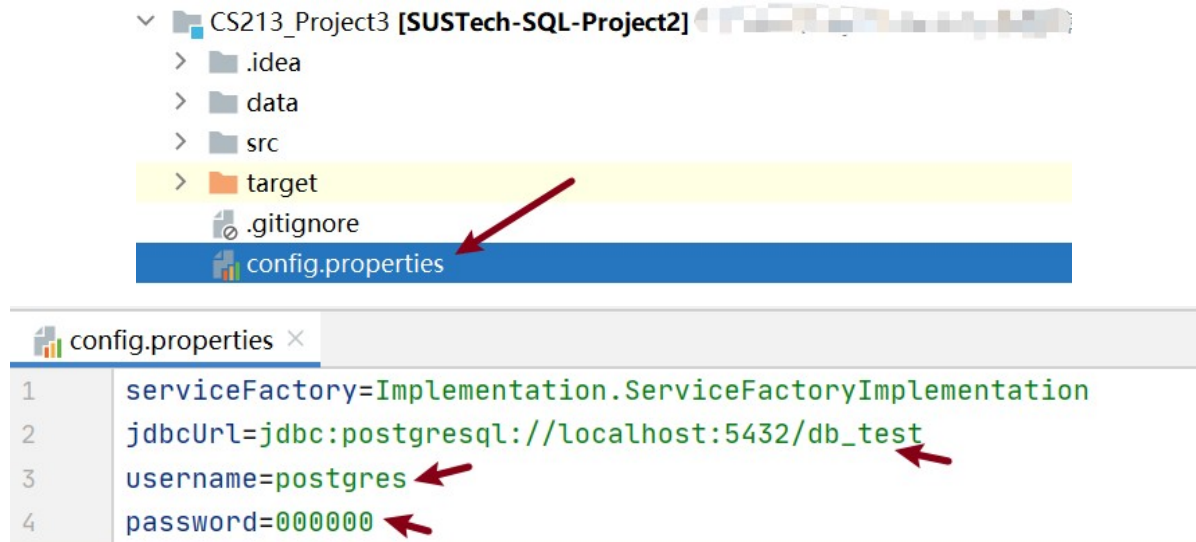 CS213_Project3 [SUSTech-SQL-Project2]
.idea
data
src
target
.gitignore
config.properties
config.properties
1 serviceFactory=Implementation.ServiceFactoryImplementation
2 jdbcUrl=jdbc:postgresql://localhost:5432/db_test
3 username=postgres
4 password=000000